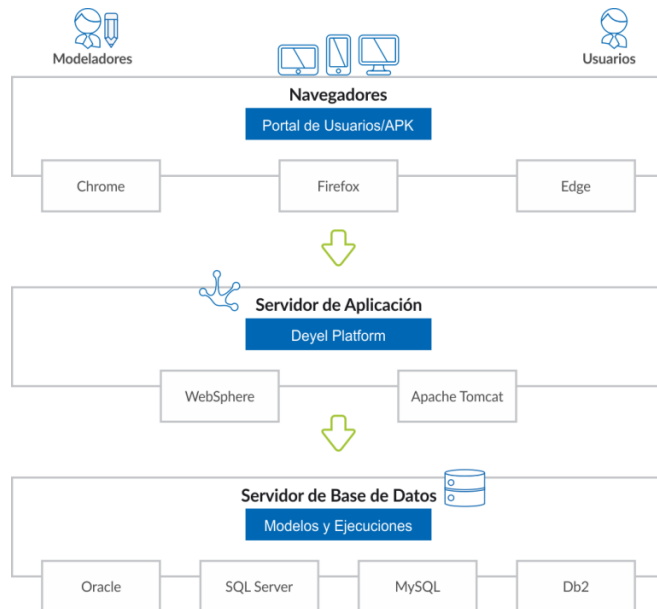 Modeladores
Usuarios
Navegadores
Portal de Usuarios/APK
Chrome
Firefox
Edge
Servidor de Aplicación
Deyel Platform
WebSphere
Apache Tomcat
Servidor de Base de Datos
Modelos y Ejecuciones
Oracle
SQL Server
MySQL
Db2